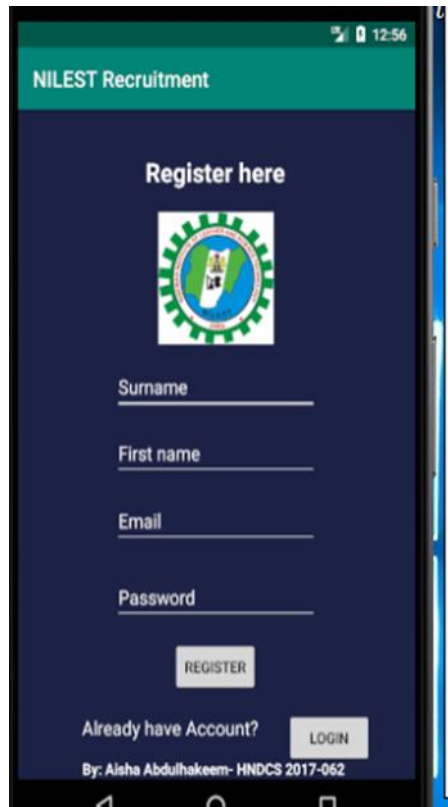 12:56
NILEST Recruitment
Register here
Surname
First name
Email
Password
REGISTER
Already have Account?
LOGIN
By: Aisha Abdulhakeem- HNDCS 2017-062